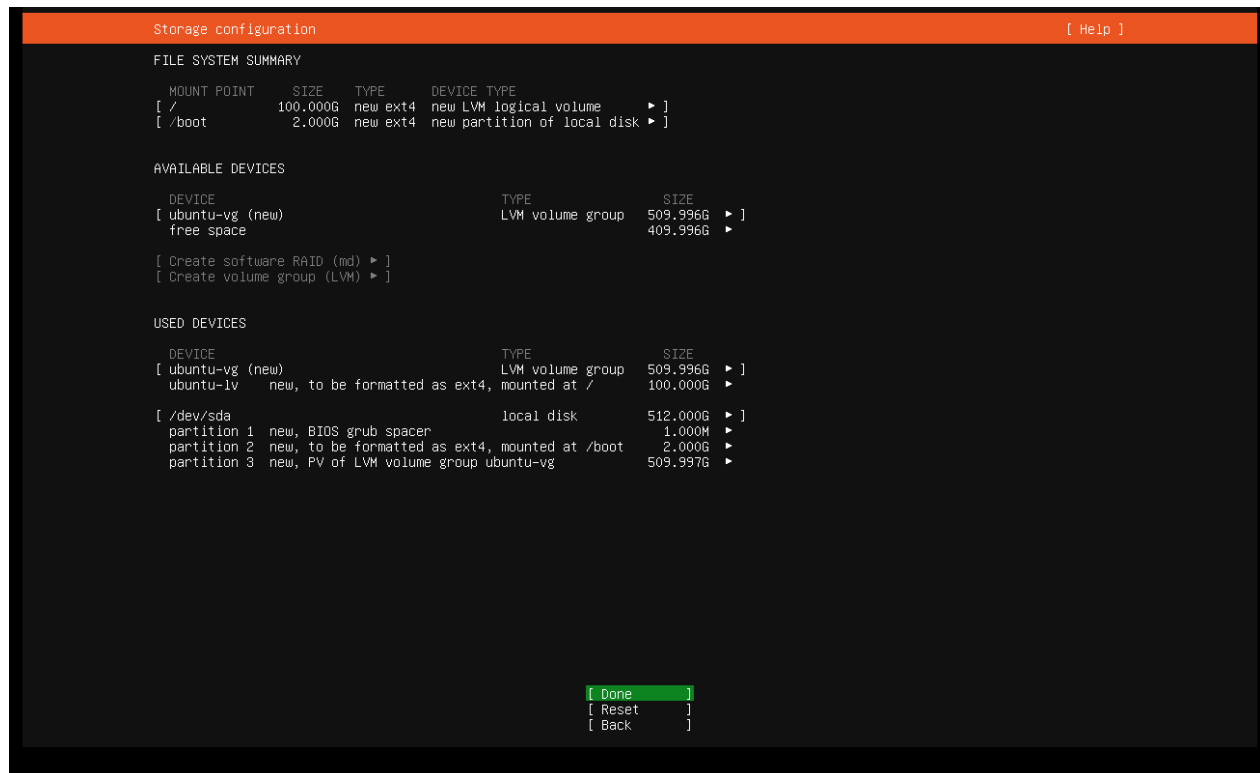 Storage configuration [ Help ]
FILE SYSTEM SUMMARY
MOUNT POINT SIZE TYPE DEVICE TYPE
[ / 100.000G new ext4 new LVM logical volume ▸ ]
[ /boot 2.000G new ext4 new partition of local disk ▸ ]
AVAILABLE DEVICES
DEVICE TYPE SIZE
[ ubuntu-vg (new) LVM volume group 509.996G ▸ ]
free space 409.996G ▸
[ Create software RAID (md) ▸ ]
[ Create volume group (LVM) ▸ ]
USED DEVICES
DEVICE TYPE SIZE
[ ubuntu-vg (new) LVM volume group 509.996G ▸ ]
ubuntu-lv new, to be formatted as ext4, mounted at / 100.000G ▸
[ /dev/sda local disk 512.000G ▸ ]
partition 1 new, BIOS grub spacer 1.000M ▸
partition 2 new, to be formatted as ext4, mounted at /boot 2.000G ▸
partition 3 new, PV of LVM volume group ubuntu-vg 509.997G ▸
[ Done ]
[ Reset ]
[ Back ]